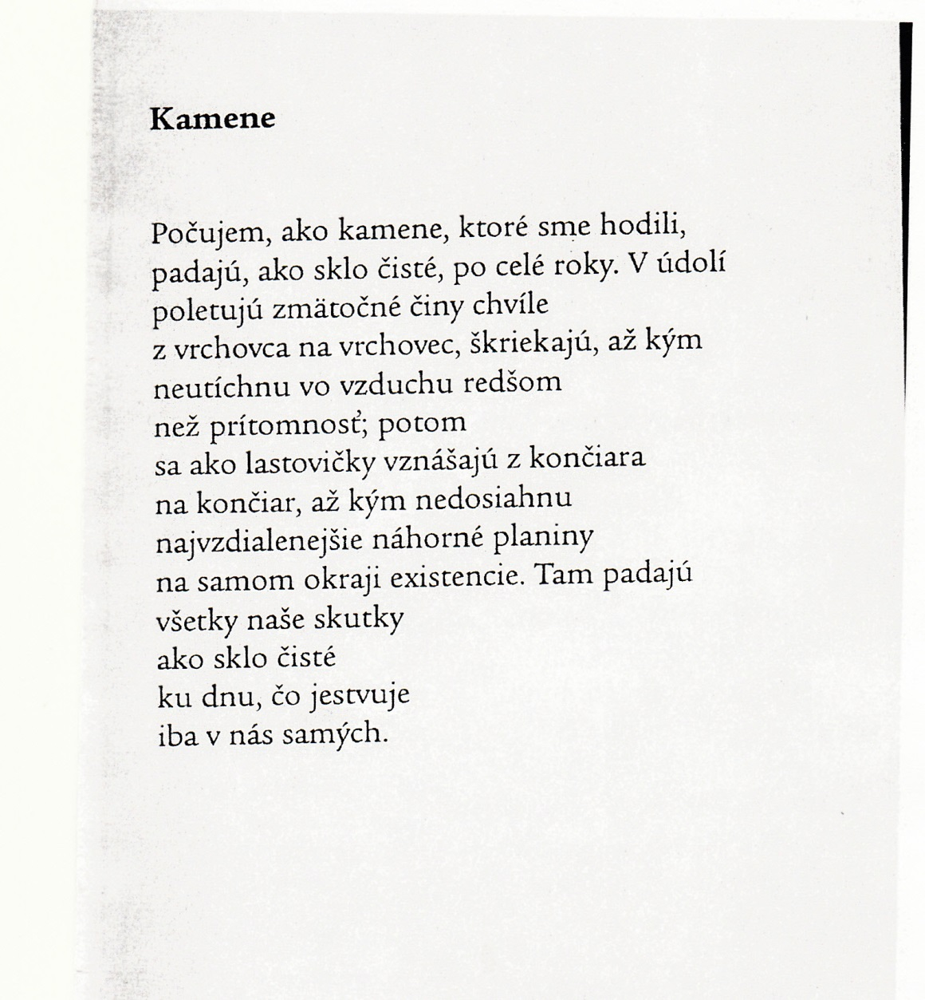 Kamene
Počujem, ako kamene, ktoré sme hodili,
padajú, ako sklo čisté, po celé roky. V údolí
poletujú zmätočné činy chvíle
z vrchovca na vrchovec, škriekajú, až kým
neutíchnu vo vzduchu redšom
než prítomnosť; potom
sa ako lastovičky vznášajú z končiara
na končiar, až kým nedosiahnu
najvzdialenejšie náhorné planiny
na samom okraji existencie. Tam padajú
všetky naše skutky
ako sklo čisté
ku dnu, čo jestvuje
iba v nás samých.